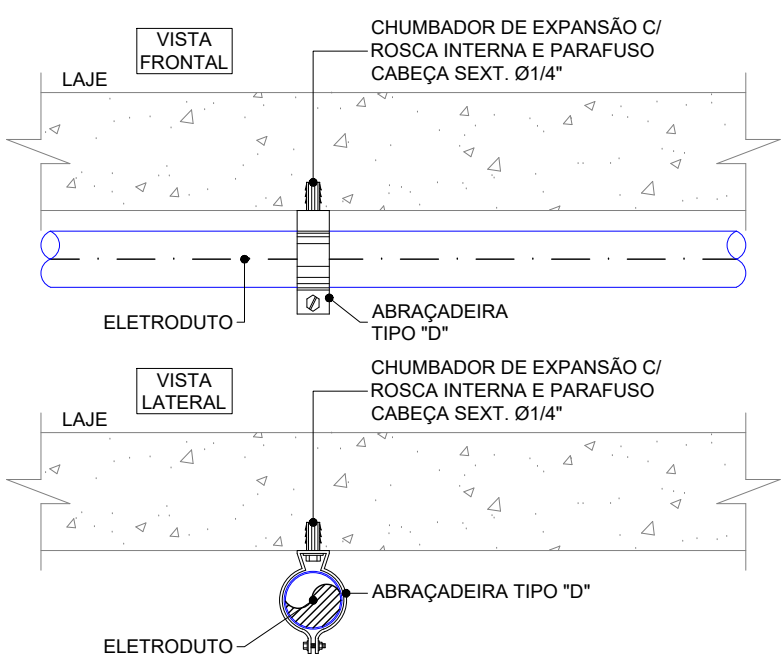 VISTA
FRONTAL
CHUMBADOR DE EXPANSÃO C/
ROSCA INTERNA E PARAFUSO
CABEÇA SEXT. Ø1/4"
LAJE
ELETRODUTO
ABRAÇADEIRA
TIPO "D"
VISTA
LATERAL
CHUMBADOR DE EXPANSÃO C/
ROSCA INTERNA E PARAFUSO
CABEÇA SEXT. Ø1/4"
LAJE
ABRAÇADEIRA TIPO "D"
ELETRODUTO